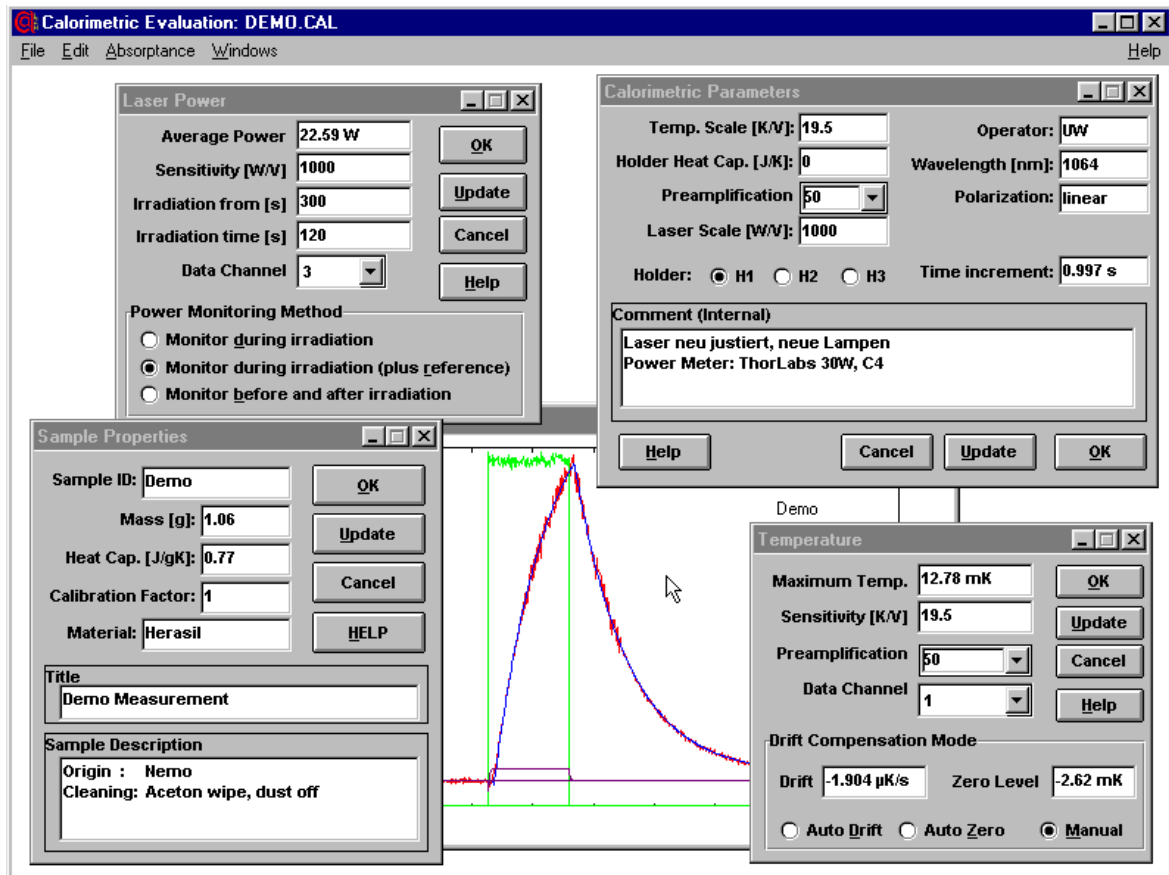 Calorimetric Evaluation: DEMO.CAL
File Edit Absorptance Windows Help
Laser Power
Average Power 22.59 W
Sensitivity [W/V] 1000
Irradiation from [s] 300
Irradiation time [s] 120
Data Channel 3
OK
Update
Cancel
Help
Power Monitoring Method
Monitor during irradiation
Monitor during irradiation (plus reference)
Monitor before and after irradiation
Calorimetric Parameters
Temp. Scale [K/V]: 19.5 Operator: UW
Holder Heat Cap. [J/K]: 0 Wavelength [nm]: 1064
Preamplification 50 Polarization: linear
Laser Scale [W/V]: 1000
Holder: H1 H2 H3 Time increment: 0.997 s
Comment (Internal)
Laser neu justiert, neue Lampen
Power Meter: ThorLabs 30W, C4
Help Cancel Update OK
Sample Properties
Sample ID: Demo
Mass [g]: 1.06
Heat Cap. [J/gK]: 0.77
Calibration Factor: 1
Material: Herasil
OK
Update
Cancel
HELP
Title
Demo Measurement
Sample Description
Origin : Nemo
Cleaning: Aceton wipe, dust off
Demo
Temperature
Maximum Temp. 12.78 mK
Sensitivity [K/V] 19.5
Preamplification 50
Data Channel 1
OK
Update
Cancel
Help
Drift Compensation Mode
Drift -1.904 µK/s Zero Level -2.62 mK
Auto Drift Auto Zero Manual